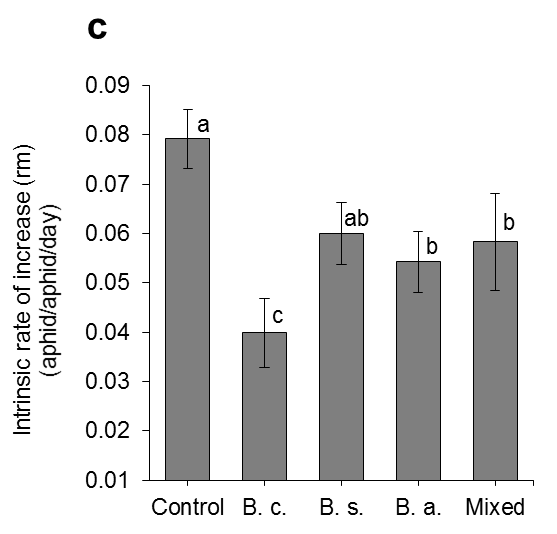 c
Intrinsic rate of increase (rm)
(aphid/aphid/day)
0.09
0.08
0.07
0.06
0.05
0.04
0.03
0.02
0.01
a
c
ab
b
b
Control B. c. B. s. B. a. Mixed